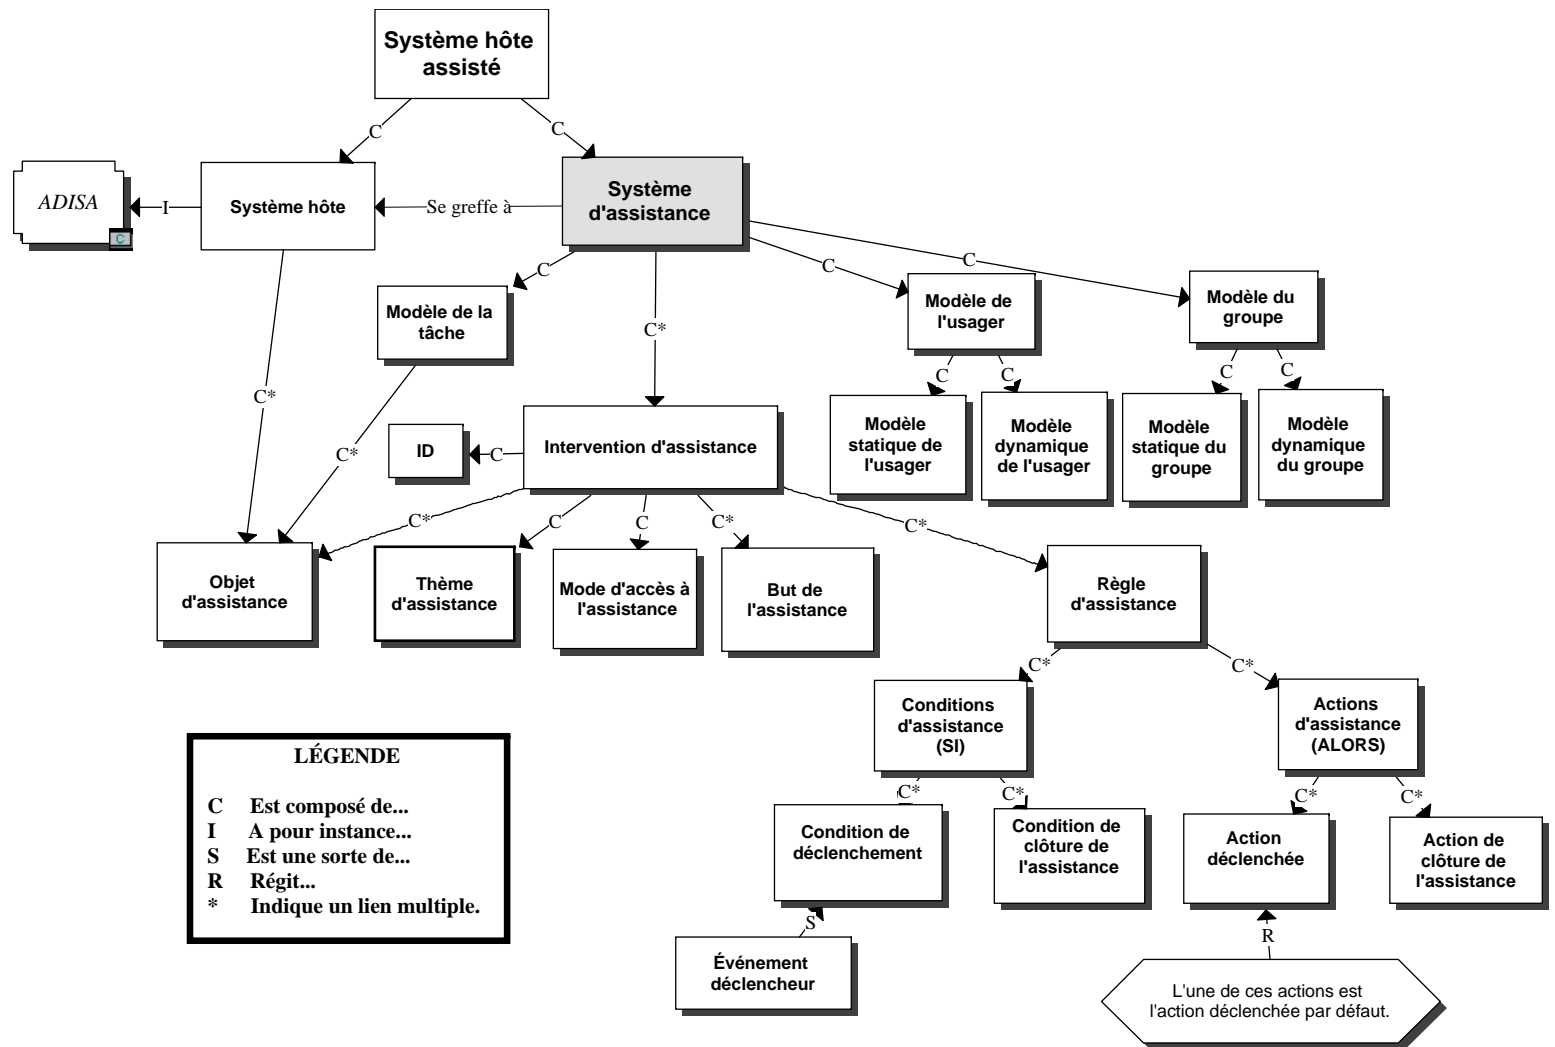 Système hôte
assisté
C
C
ADISA
C
I
Système hôte
Se greffe à
Système
d'assistance
C
C
C
Modèle de la
tâche
C*
Modèle de
l'usager
Modèle du
groupe
C
C
C
C
C*
Modèle
statique de
l'usager
Modèle
dynamique
de l'usager
Modèle
statique du
groupe
Modèle
dynamique
du groupe
ID
C
Intervention d'assistance
C*
C*
C
C
C*
C*
Objet
d'assistance
Thème
d'assistance
Mode d'accès à
l'assistance
But de
l'assistance
Règle
d'assistance
C*
C*
Conditions
d'assistance
(SI)
Actions
d'assistance
(ALORS)
C*
C*
C*
C*
Condition de
déclenchement
Condition de
clôture de
l'assistance
Action
déclenchée
Action de
clôture de
l'assistance
S
R
Événement
déclencheur
L'une de ces actions est
l'action déclenchée par défaut.
LÉGENDE
C Est composé de...
I A pour instance...
S Est une sorte de...
R Régit...
* Indique un lien multiple.